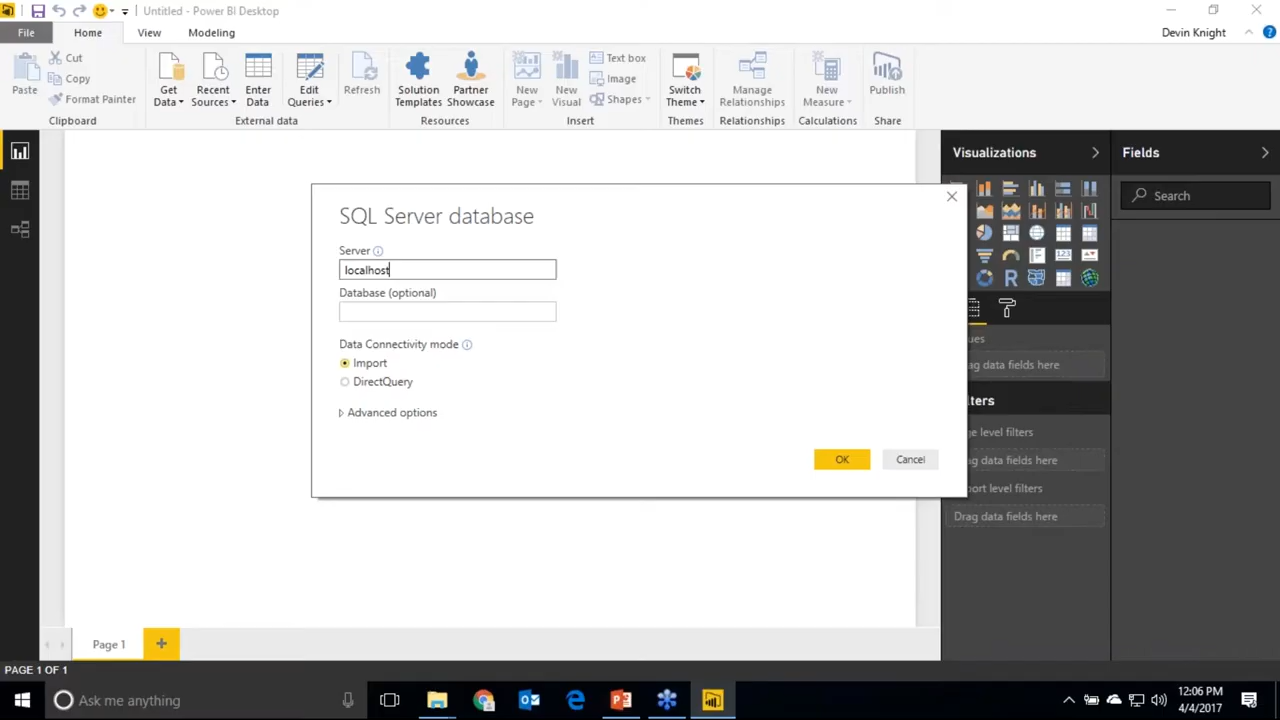 Untitled - Power BI Desktop
File
Home
View
Modeling
Devin Knight
Paste
Cut
Copy
Format Painter
Clipboard
Get
Data
Recent
Sources
Enter
Data
Edit
Queries
Refresh
External data
Solution
Templates
Partner
Showcase
Resources
New
Page
New
Visual
Text box
Image
Shapes
Insert
Switch
Theme
Themes
Manage
Relationships
Relationships
New
Measure
Calculations
Publish
Share
Visualizations
Fields
Search
SQL Server database
Server
localhost
Database (optional)
Data Connectivity mode
Import
DirectQuery
Advanced options
OK
Cancel
R
123
ues
ag data fields here
lters
ge level filters
ag data fields here
port level filters
Drag data fields here
Page 1
PAGE 1 OF 1
Ask me anything
12:06 PM
4/4/2017